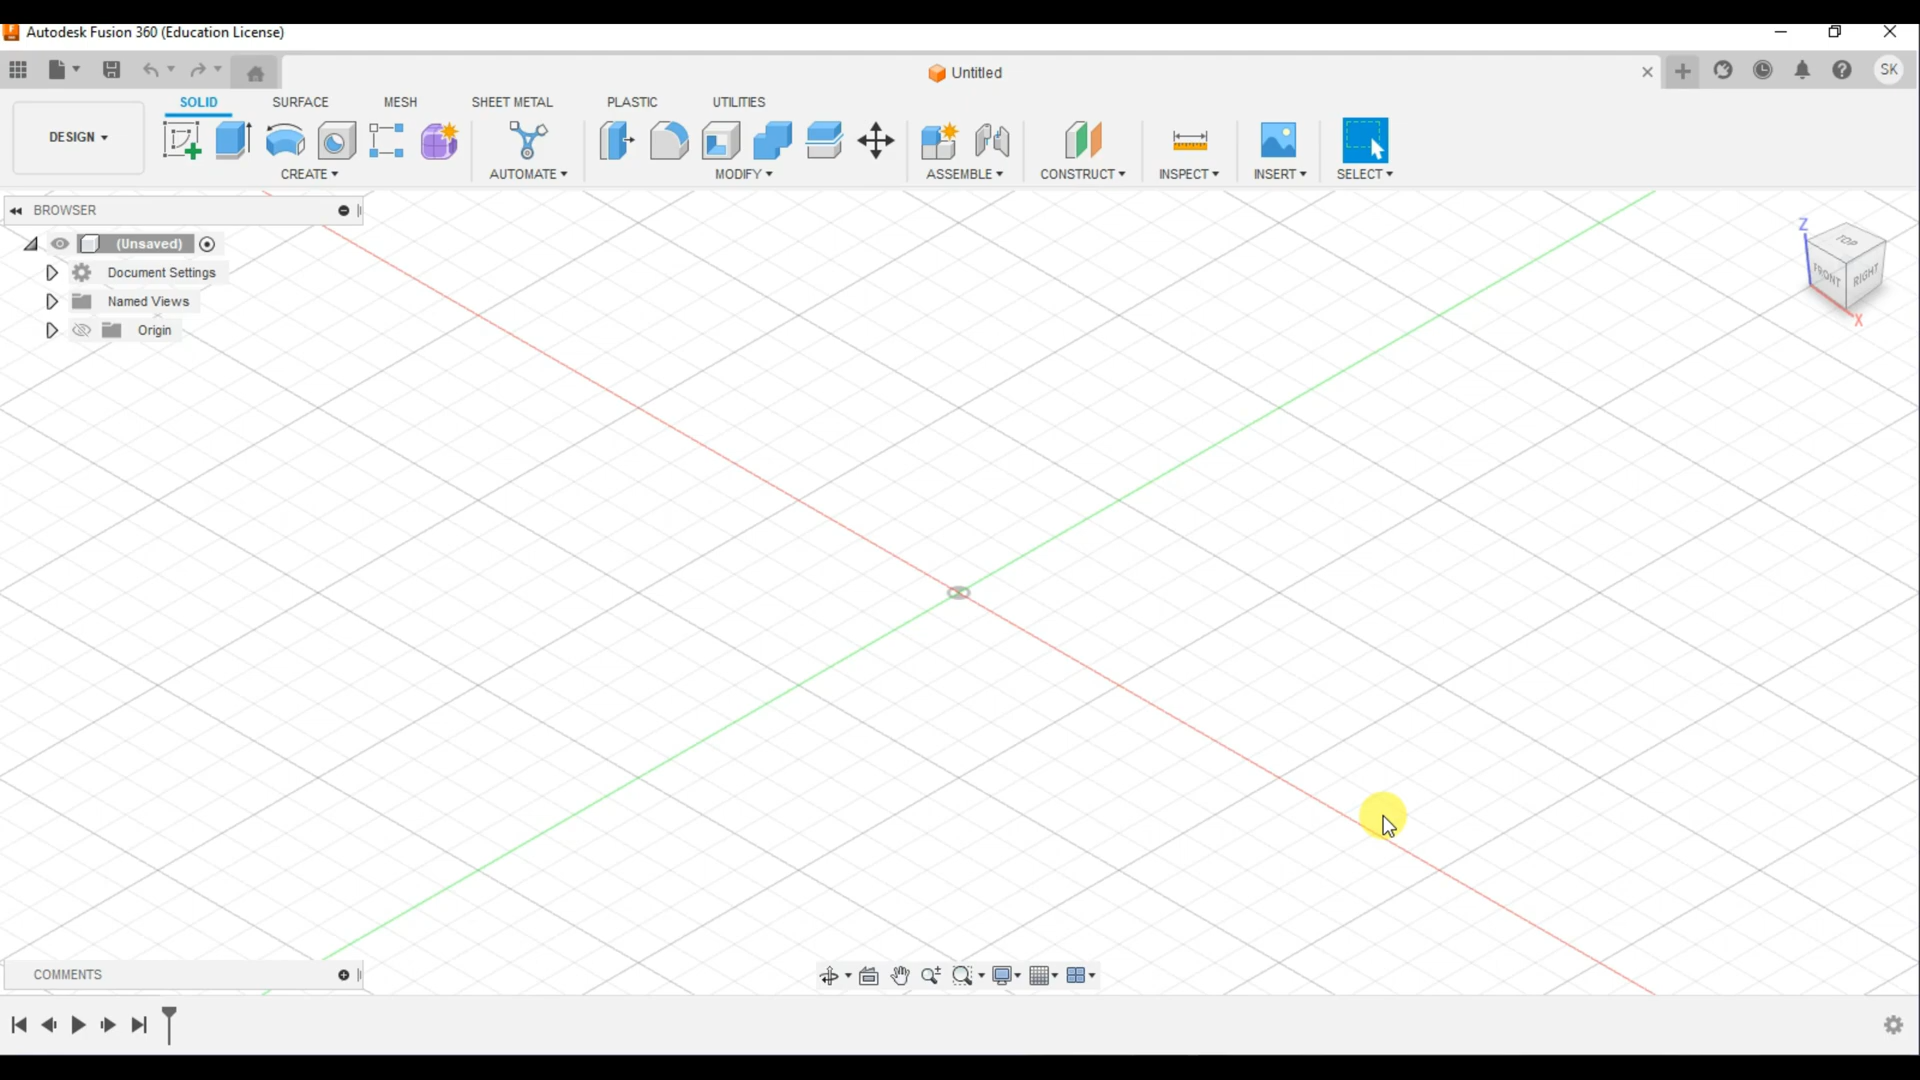 Autodesk Fusion 360 (Education License)
Untitled
SK
DESIGN
SOLID SURFACE MESH SHEET METAL PLASTIC UTILITIES
CREATE AUTOMATE MODIFY ASSEMBLE CONSTRUCT INSPECT INSERT SELECT
BROWSER
(Unsaved)
Document Settings
Named Views
Origin
Z
TOP
FRONT RIGHT
X
COMMENTS